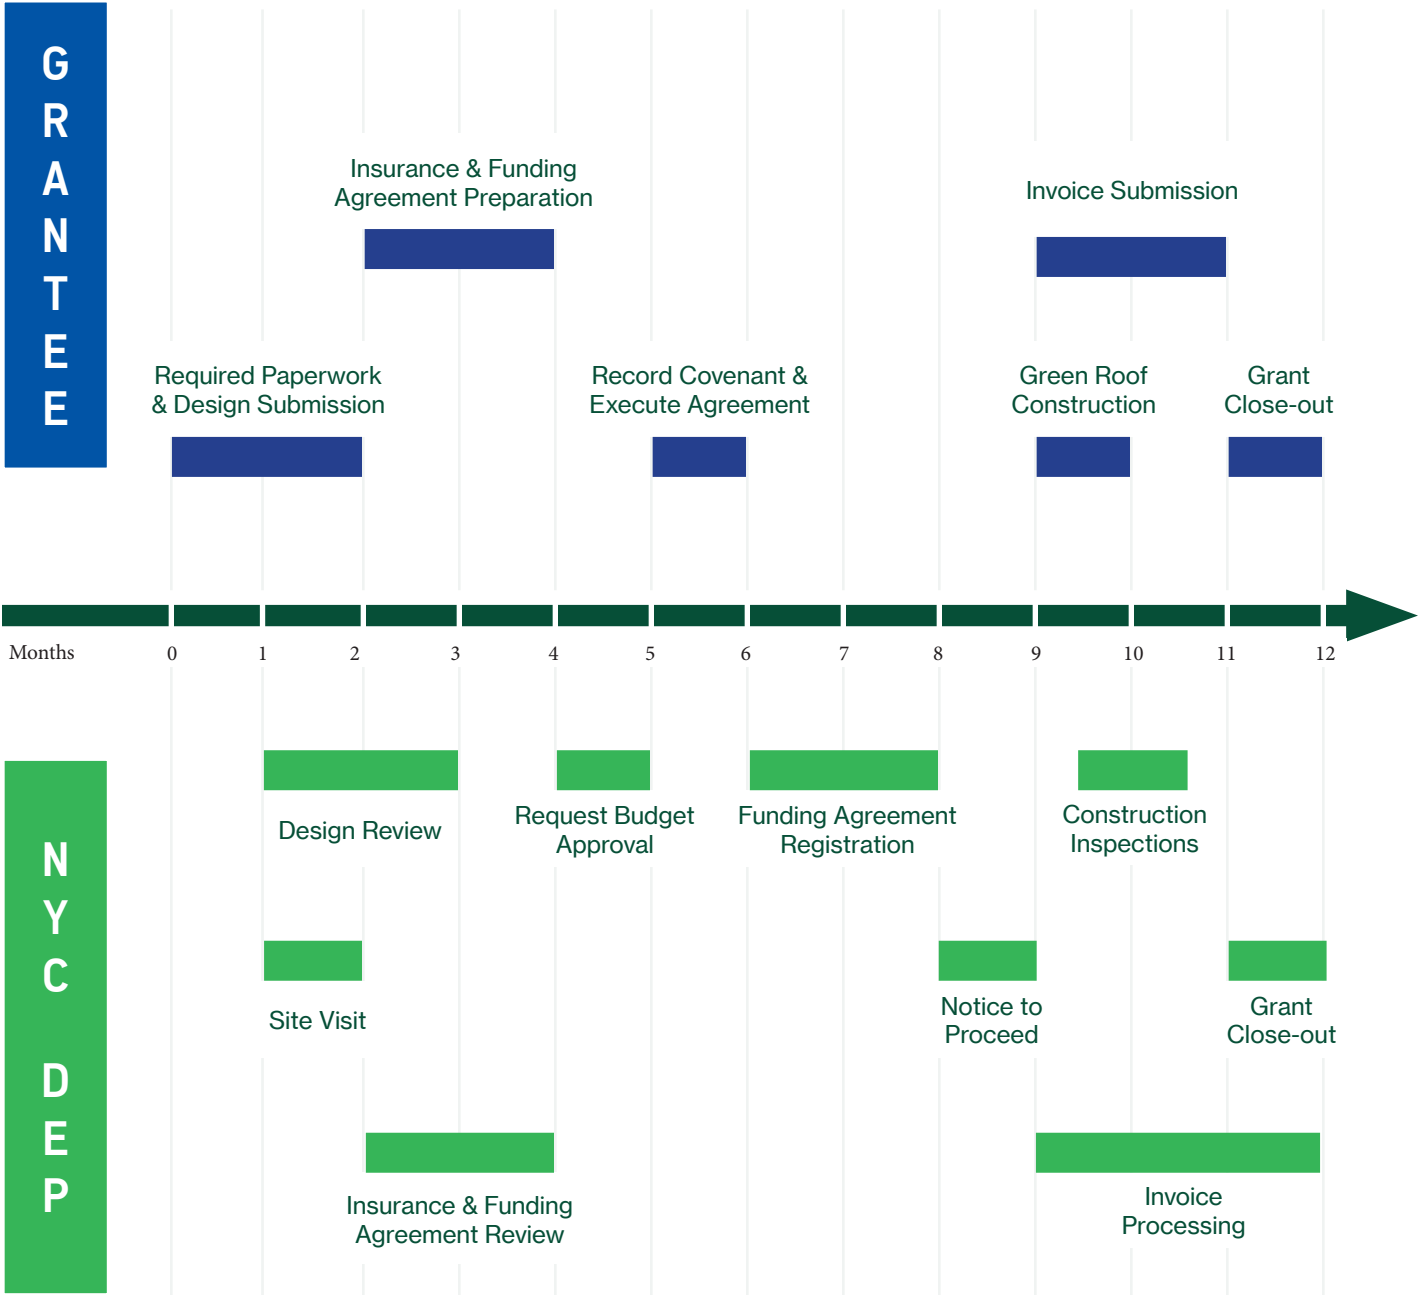 GRANTEE
Insurance & Funding
Agreement Preparation
Invoice Submission
Required Paperwork
& Design Submission
Record Covenant &
Execute Agreement
Green Roof
Construction
Grant
Close-out
Months 0 1 2 3 4 5 6 7 8 9 10 11 12
NYC DEP
Design Review
Request Budget
Approval
Funding Agreement
Registration
Construction
Inspections
Site Visit
Notice to
Proceed
Grant
Close-out
Insurance & Funding
Agreement Review
Invoice
Processing